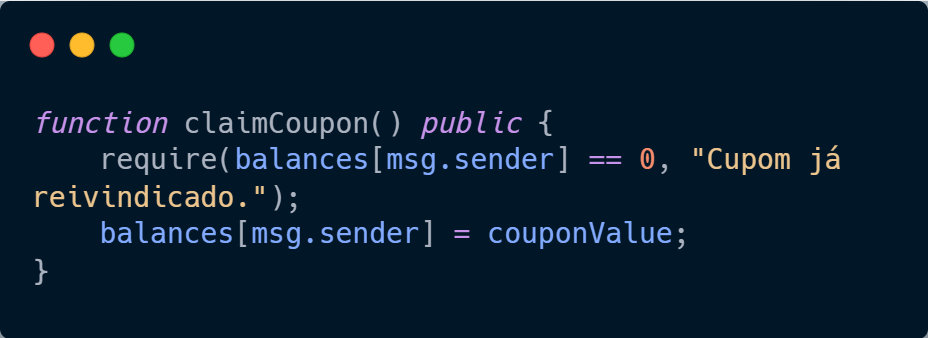 function claimCoupon() public {
    require(balances[msg.sender] == 0, "Cupom já
reivindicado.");
    balances[msg.sender] = couponValue;
}